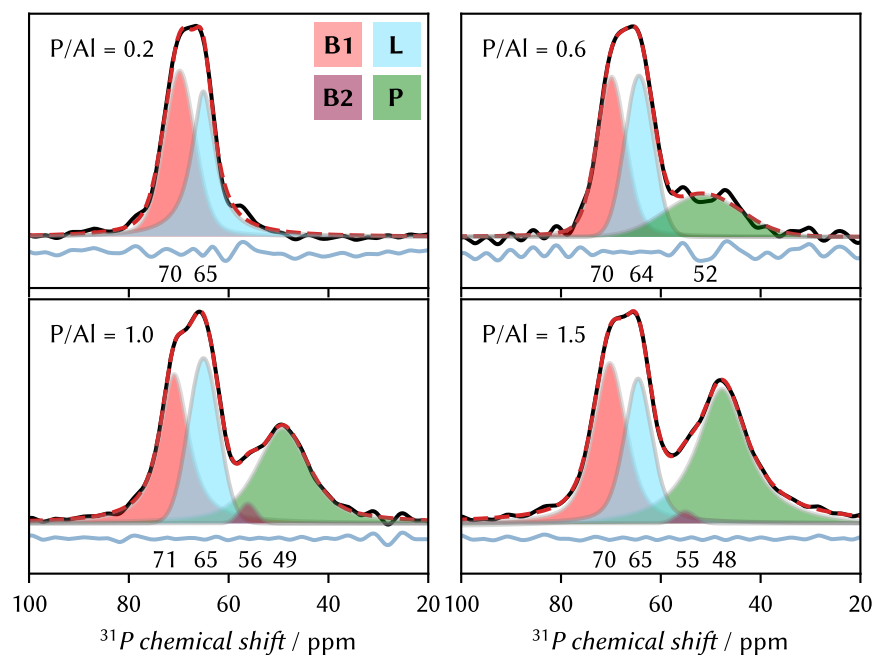 P/Al = 0.2
B1 L
B2 P
70 65
P/Al = 0.6
70 64 52
P/Al = 1.0
71 65 56 49
100 80 60 40 20
³¹P chemical shift / ppm
P/Al = 1.5
70 65 55 48
100 80 60 40 20
³¹P chemical shift / ppm